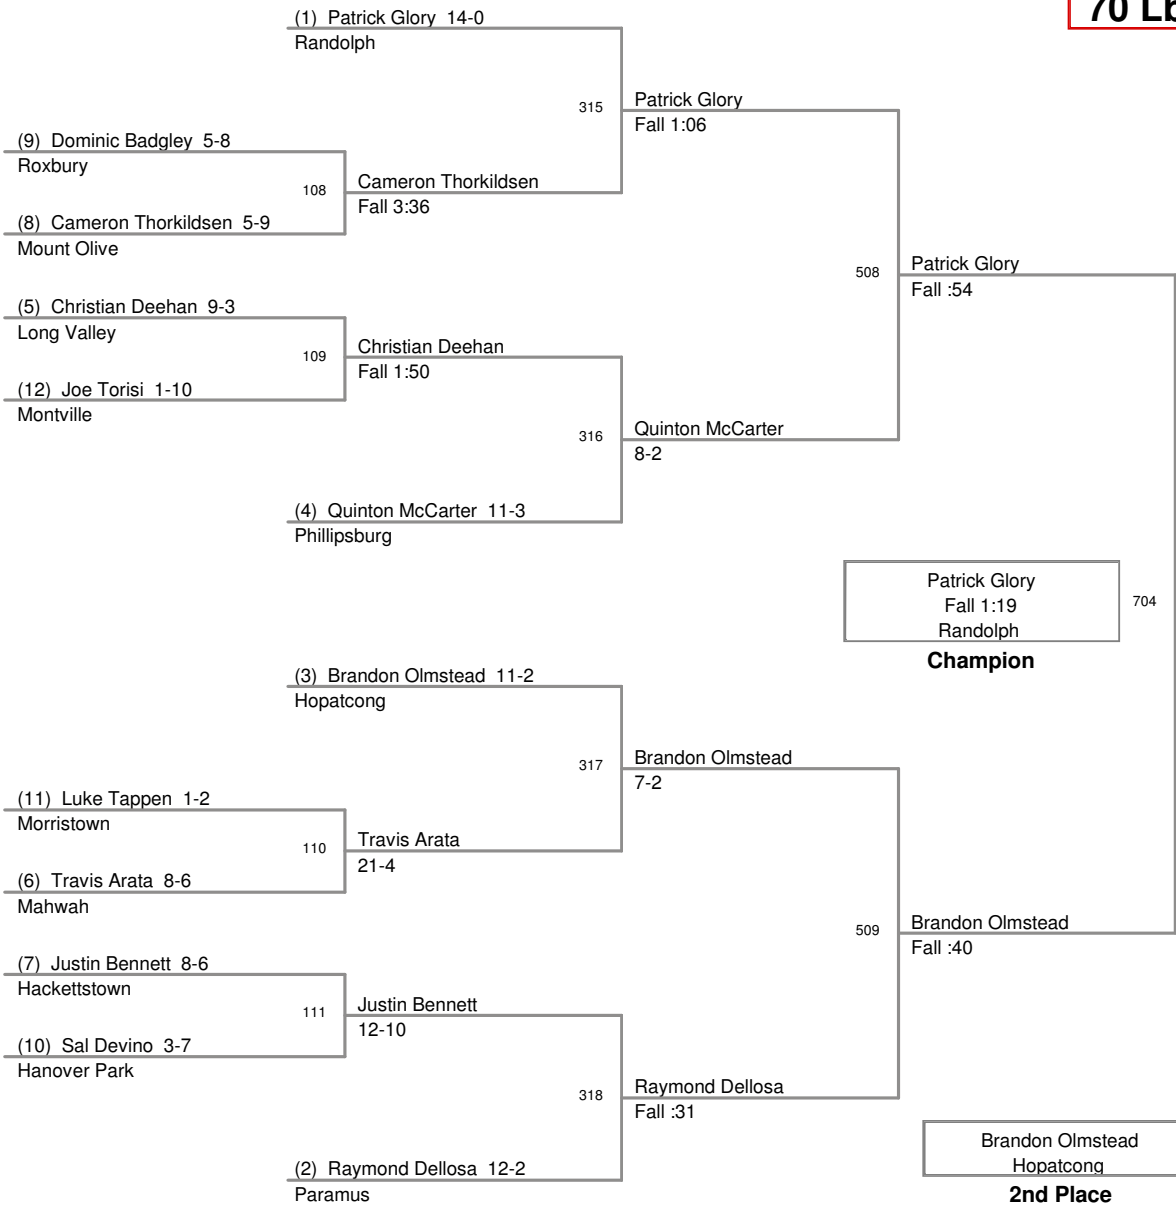 70 Lb
(1) Patrick Glory 14-0
Randolph
315
Patrick Glory
Fall 1:06
(9) Dominic Badgley 5-8
Roxbury
108
Cameron Thorkildsen
Fall 3:36
(8) Cameron Thorkildsen 5-9
Mount Olive
508
Patrick Glory
Fall :54
(5) Christian Deehan 9-3
Long Valley
109
Christian Deehan
Fall 1:50
(12) Joe Torisi 1-10
Montville
316
Quinton McCarter
8-2
(4) Quinton McCarter 11-3
Phillipsburg
Patrick Glory
Fall 1:19
Randolph
704
Champion
(3) Brandon Olmstead 11-2
Hopatcong
317
Brandon Olmstead
7-2
(11) Luke Tappen 1-2
Morristown
110
Travis Arata
21-4
(6) Travis Arata 8-6
Mahwah
509
Brandon Olmstead
Fall :40
(7) Justin Bennett 8-6
Hackettstown
111
Justin Bennett
12-10
(10) Sal Devino 3-7
Hanover Park
318
Raymond Dellosa
Fall :31
(2) Raymond Dellosa 12-2
Paramus
Brandon Olmstead
Hopatcong
2nd Place